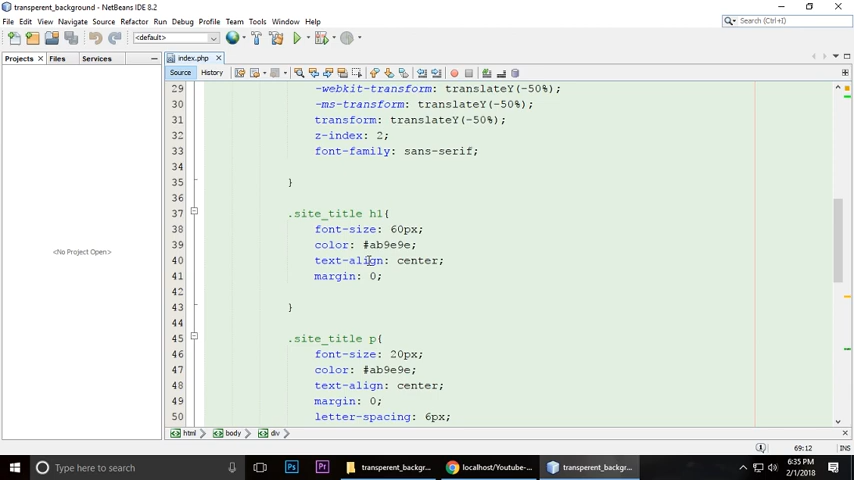 transperent_background - NetBeans IDE 8.2
File Edit View Navigate Source Refactor Run Debug Profile Team Tools Window Help
Search (Ctrl+I)
<default>
Projects Files Services
index.php
Source History
<No Project Open>
29 -webkit-transform: translateY(-50%);
30 -ms-transform: translateY(-50%);
31 transform: translateY(-50%);
32 z-index: 2;
33 font-family: sans-serif;
34
35 }
36
37 .site_title h1{
38 font-size: 60px;
39 color: #ab9e9e;
40 text-align: center;
41 margin: 0;
42
43 }
44
45 .site_title p{
46 font-size: 20px;
47 color: #ab9e9e;
48 text-align: center;
49 margin: 0;
50 letter-spacing: 6px;
html body div
69:12 INS
Type here to search
Ps
Pr
transperent_backgr...
localhost/Youtube-...
transperent_backgr...
6:35 PM
2/1/2018